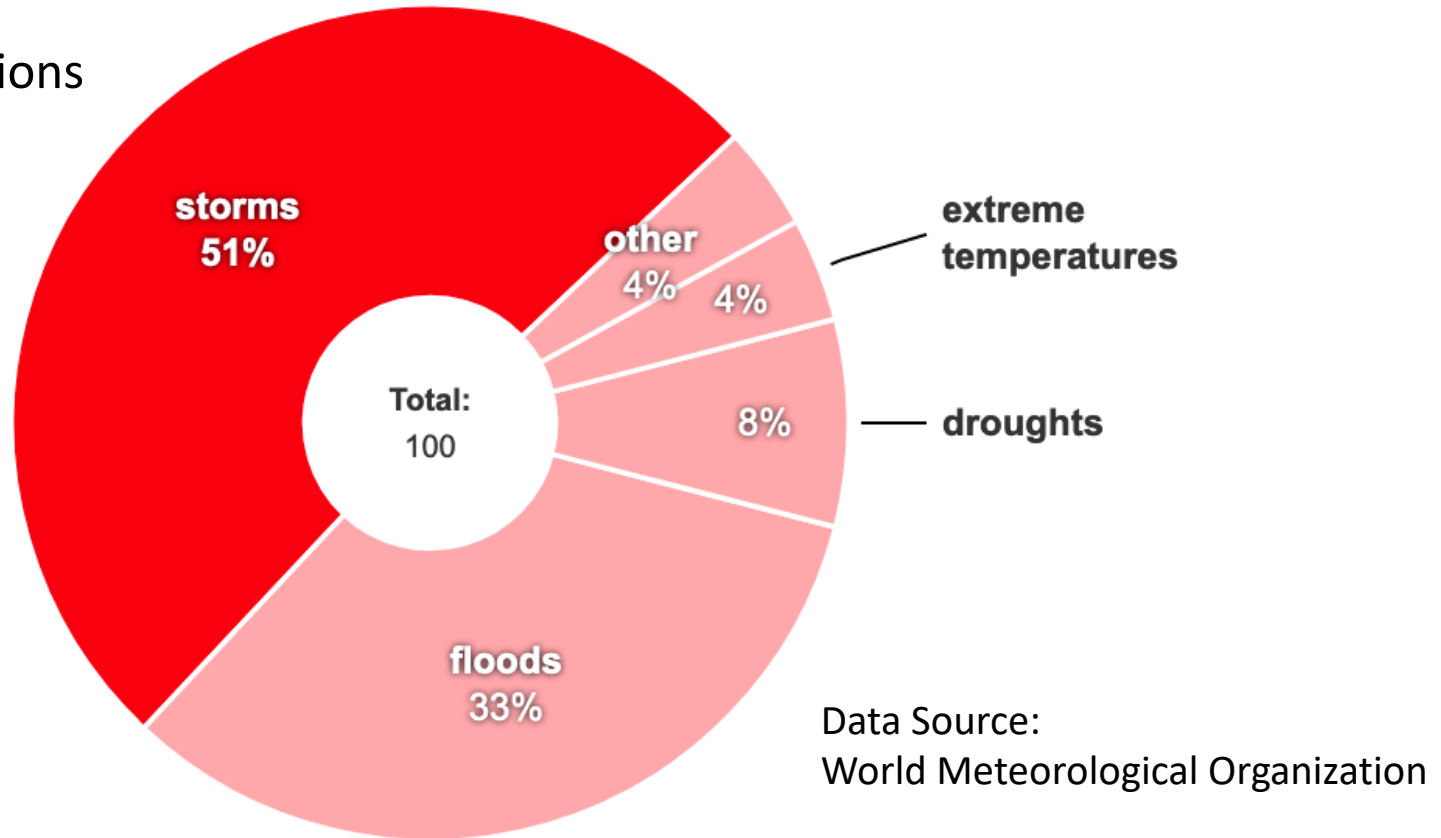 ions
storms
51%
other
4%
4%
extreme
temperatures
Total:
100
8%
droughts
floods
33%
Data Source:
World Meteorological Organization